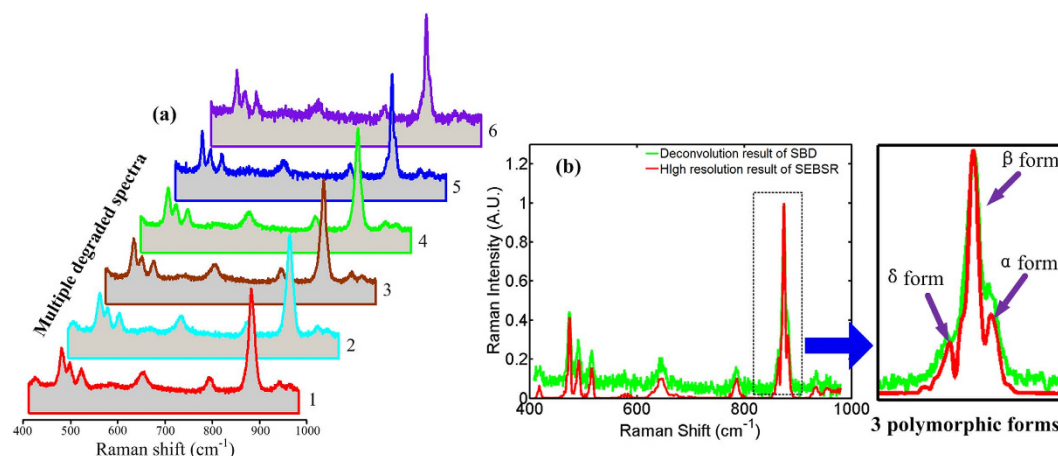 (a)
Multiple degraded spectra
6
5
4
3
2
1
400 500 600 700 800 900 1000
Raman shift (cm⁻¹)
(b)
Deconvolution result of SBD
HIgh resolution result of SEBSR
1.2
1
0.8
0.6
0.4
0.2
0
400 600 800 1000
Raman Intensity (A.U.)
Raman Shift (cm⁻¹)
β form
δ form
α form
3 polymorphic forms